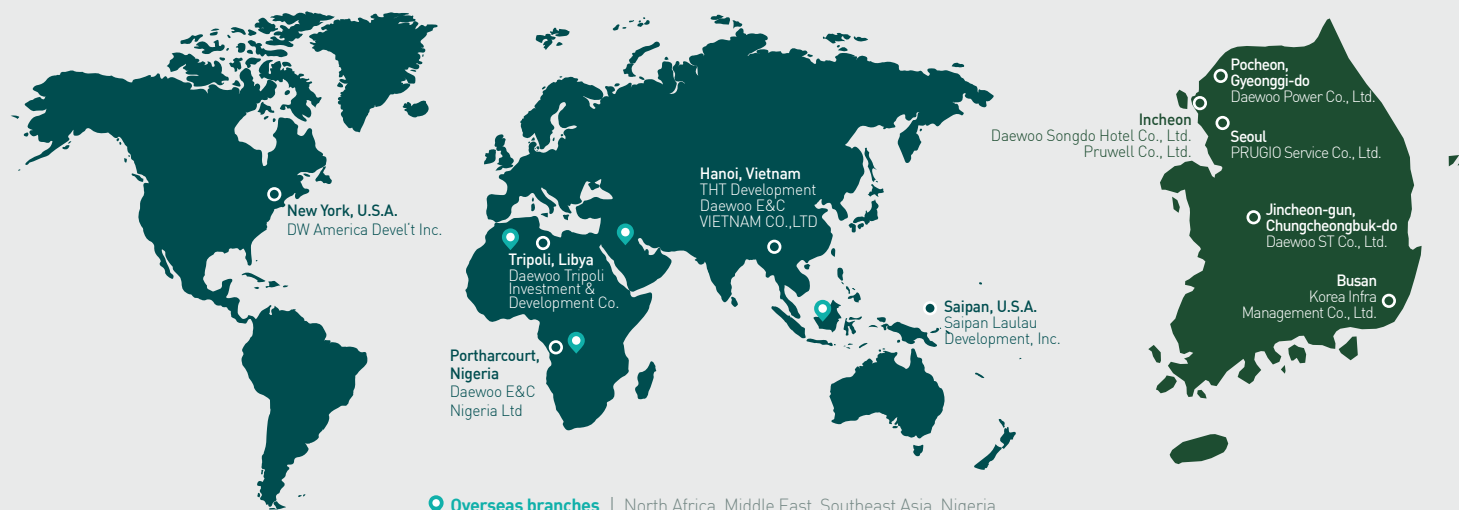 New York, U.S.A.
DW America Devel't Inc.
Tripoli, Libya
Daewoo Tripoli
Investment &
Development Co.
Portharcourt,
Nigeria
Daewoo E&C
Nigeria Ltd
Hanoi, Vietnam
THT Development
Daewoo E&C
VIETNAM CO.,LTD
Saipan, U.S.A.
Saipan Laulau
Development, Inc.
Pocheon,
Gyeonggi-do
Daewoo Power Co., Ltd.
Incheon
Daewoo Songdo Hotel Co., Ltd.
Pruwell Co., Ltd.
Seoul
PRUGIO Service Co., Ltd.
Jincheon-gun,
Chungcheongbuk-do
Daewoo ST Co., Ltd.
Busan
Korea Infra
Management Co., Ltd.
Overseas branches | North Africa, Middle East, Southeast Asia, Nigeria